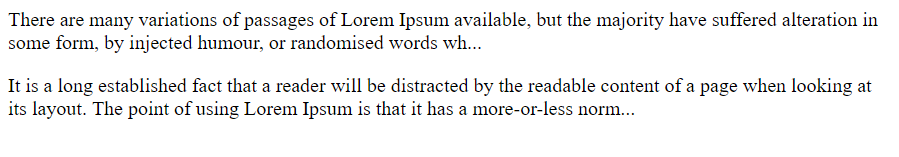 There are many variations of passages of Lorem Ipsum available, but the majority have suffered alteration in
some form, by injected humour, or randomised words wh...
It is a long established fact that a reader will be distracted by the readable content of a page when looking at
its layout. The point of using Lorem Ipsum is that it has a more-or-less norm...